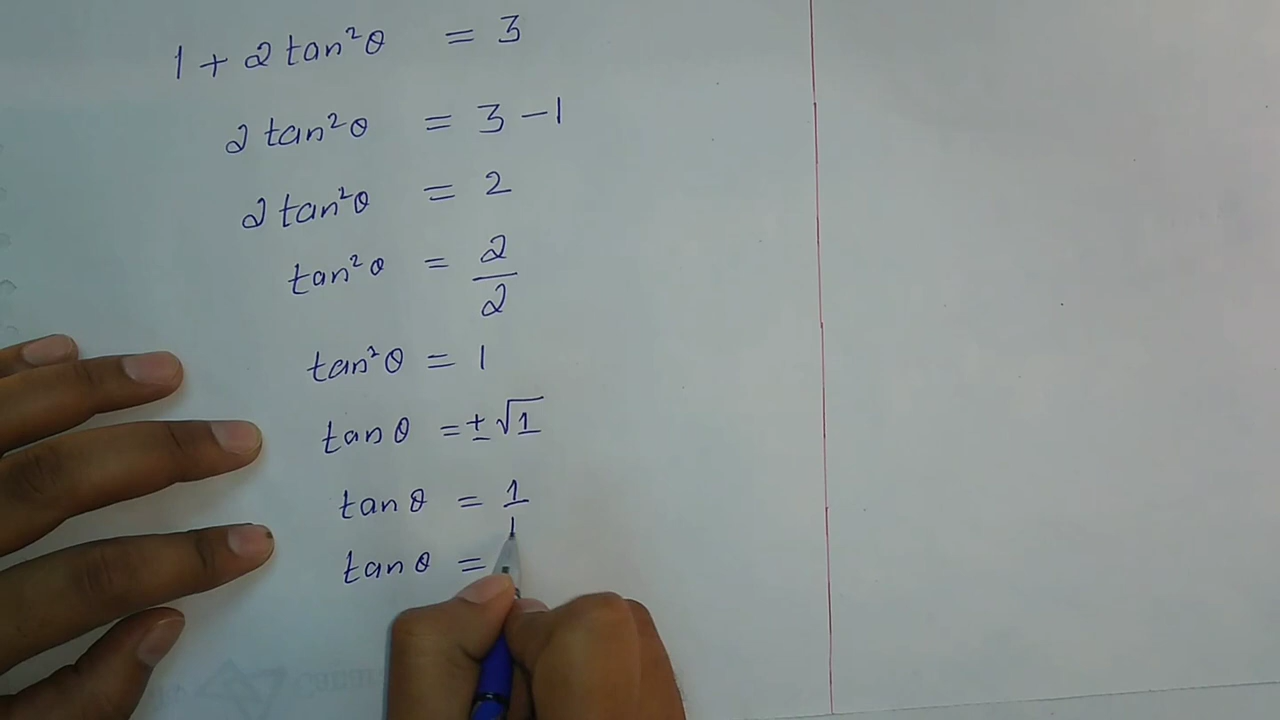 1 + 2 tan²θ = 3
2 tan²θ = 3 - 1
2 tan²θ = 2
tan²θ = 2/2
tan²θ = 1
tanθ = ± √1
tanθ = 1
tanθ =